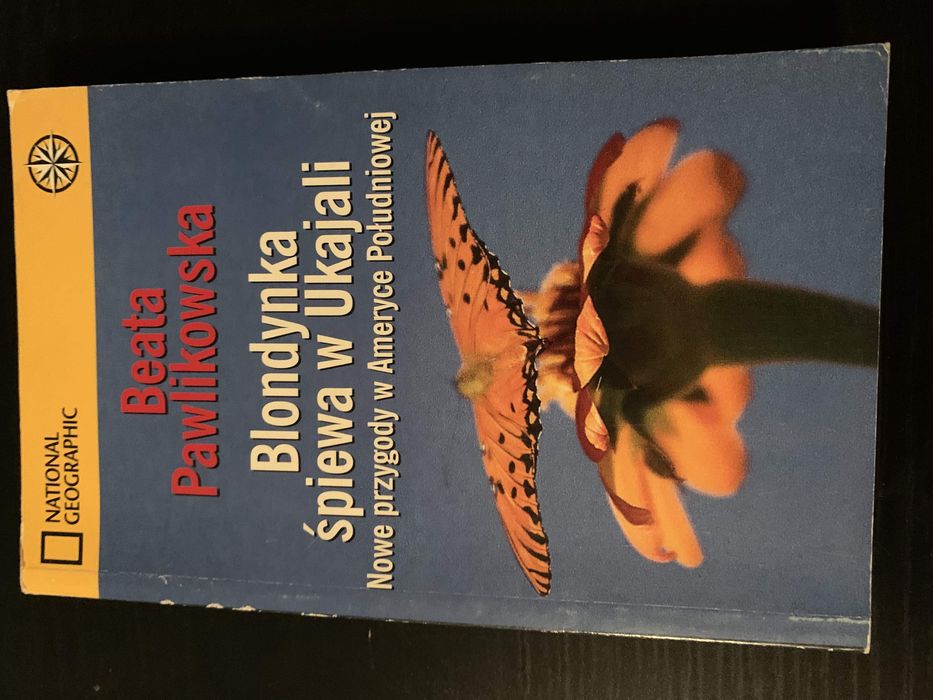 NATIONAL
GEOGRAPHIC
Beata
Pawlikowska
Blondynka
śpiewa w Ukajali
Nowe przygody w Ameryce Południowej